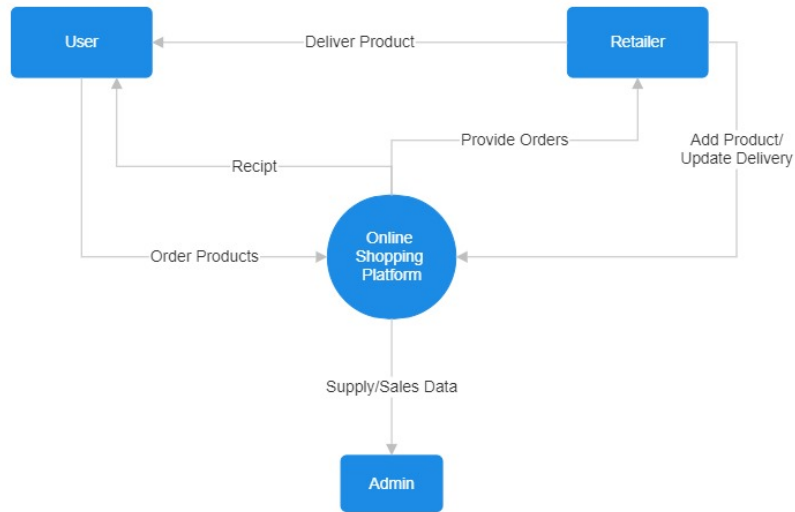 User
Deliver Product
Retailer
Recipt
Provide Orders
Add Product/
Update Delivery
Order Products
Online
Shopping
Platform
Supply/Sales Data
Admin